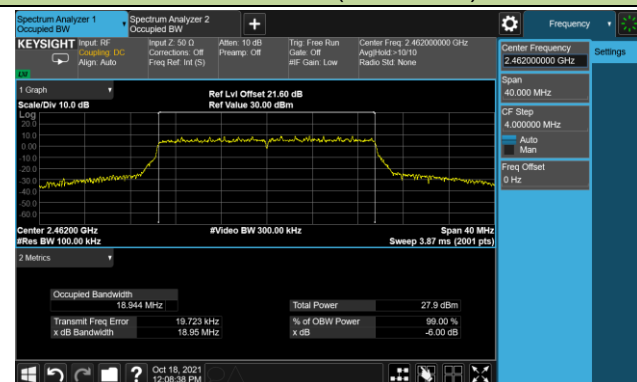 Spectrum Analyzer 1
Occupied BW
Spectrum Analyzer 2
Occupied BW
+
Frequency
KEYSIGHT
Input: RF
Coupling: DC
Align: Auto
Input Z: 50 Ω
Corrections: Off
Freq Ref: Int (S)
Atten: 10 dB
Preamp: Off
Trig: Free Run
Gate: Off
#IF Gain: Low
Center Freq: 2.462000000 GHz
Avg|Hold:>10/10
Radio Std: None
Center Frequency
2.462000000 GHz
Settings
Span
40.000 MHz
CF Step
4.000000 MHz
Auto
Man
Freq Offset
0 Hz
1 Graph
Scale/Div 10.0 dB
Ref Lvl Offset 21.60 dB
Ref Value 30.00 dBm
Log
20.0
10.0
0.00
-10.0
-20.0
-30.0
-40.0
-50.0
-60.0
Center 2.46200 GHz
#Res BW 100.00 kHz
#Video BW 300.00 kHz
Span 40 MHz
Sweep 3.87 ms (2001 pts)
2 Metrics
Occupied Bandwidth
18.944 MHz
Total Power 27.9 dBm
Transmit Freq Error 19.723 kHz
% of OBW Power 99.00 %
x dB Bandwidth 18.95 MHz
x dB -6.00 dB
?
Oct 18, 2021
12:08:38 PM